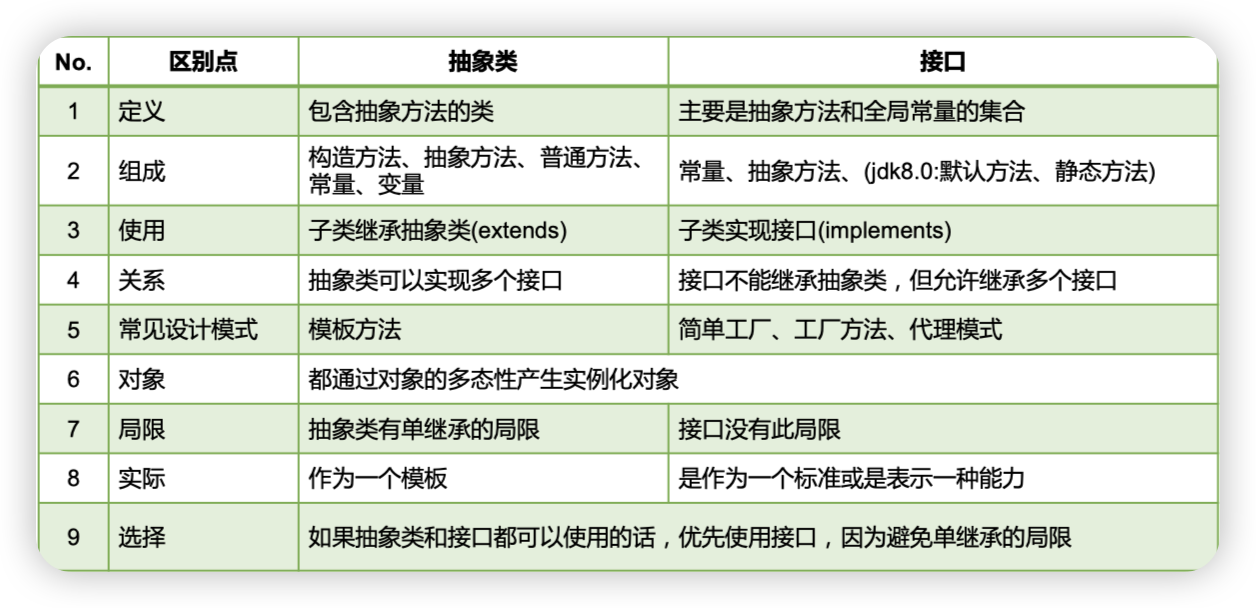 No. 区别点 抽象类 接口
1 定义 包含抽象方法的类 主要是抽象方法和全局常量的集合
2 组成 构造方法、抽象方法、普通方法、
常量、变量 常量、抽象方法、(jdk8.0:默认方法、静态方法)
3 使用 子类继承抽象类(extends) 子类实现接口(implements)
4 关系 抽象类可以实现多个接口 接口不能继承抽象类，但允许继承多个接口
5 常见设计模式 模板方法 简单工厂、工厂方法、代理模式
6 对象 都通过对象的多态性产生实例化对象
7 局限 抽象类有单继承的局限 接口没有此局限
8 实际 作为一个模板 是作为一个标准或是表示一种能力
9 选择 如果抽象类和接口都可以使用的话，优先使用接口，因为避免单继承的局限